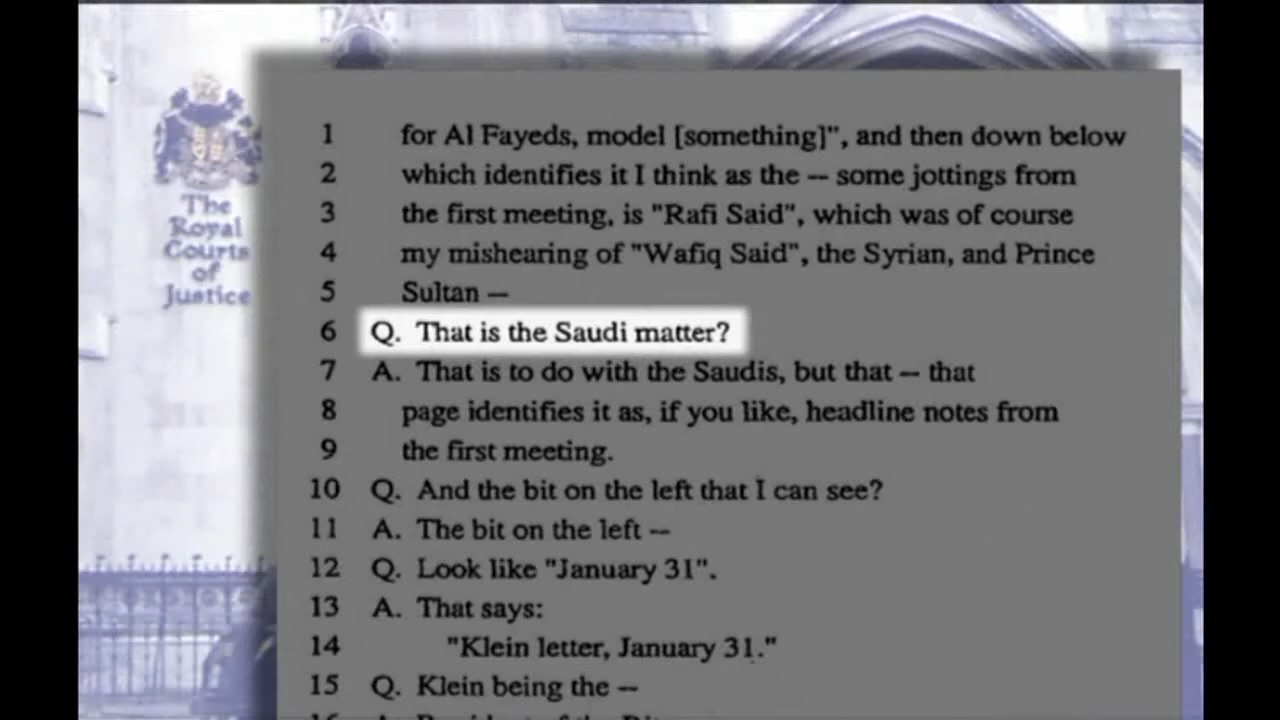 The
Royal
Courts
of
Justice
1 for Al Fayeds, model [something]", and then down below
2 which identifies it I think as the -- some jottings from
3 the first meeting, is "Rafi Said", which was of course
4 my mishearing of "Wafiq Said", the Syrian, and Prince
5 Sultan --
6 Q. That is the Saudi matter?
7 A. That is to do with the Saudis, but that -- that
8 page identifies it as, if you like, headline notes from
9 the first meeting.
10 Q. And the bit on the left that I can see?
11 A. The bit on the left --
12 Q. Look like "January 31".
13 A. That says:
14 "Klein letter, January 31."
15 Q. Klein being the --